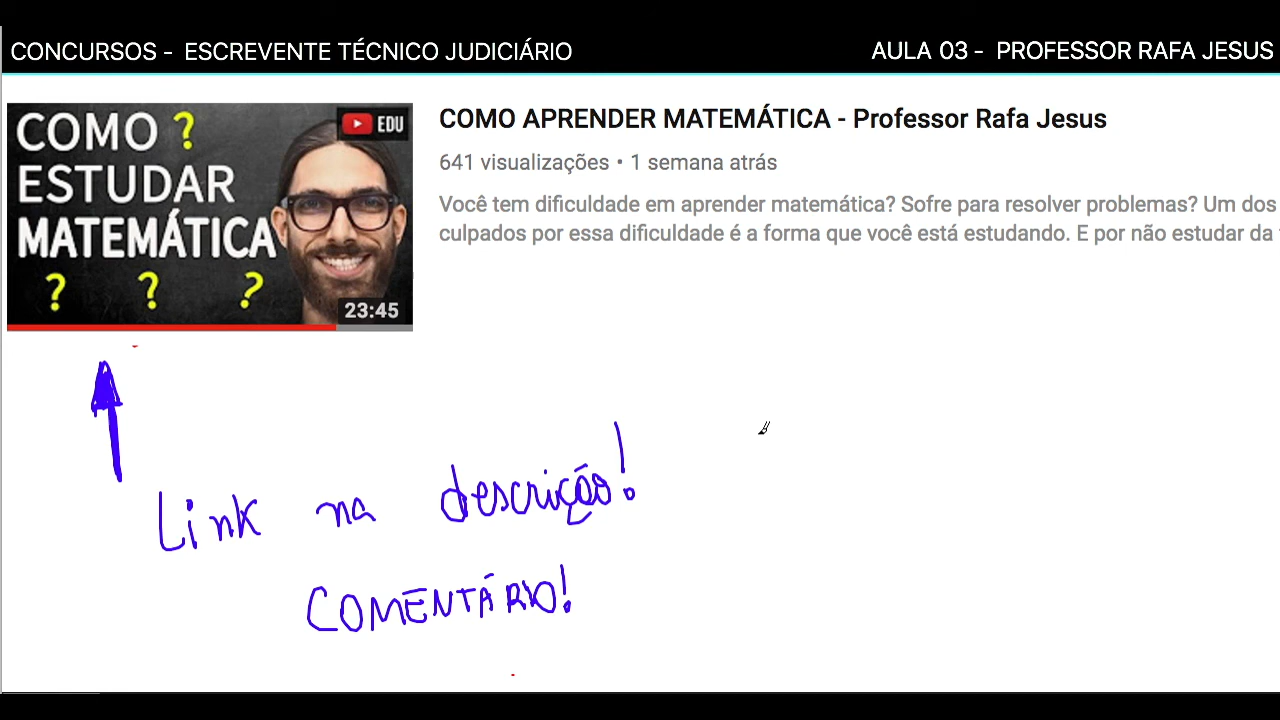 CONCURSOS - ESCREVENTE TÉCNICO JUDICIÁRIO
AULA 03 - PROFESSOR RAFA JESUS
COMO ?
ESTUDAR
MATEMÁTICA
? ? ?
EDU
23:45
COMO APRENDER MATEMÁTICA - Professor Rafa Jesus
641 visualizações • 1 semana atrás
Você tem dificuldade em aprender matemática? Sofre para resolver problemas? Um dos
culpados por essa dificuldade é a forma que você está estudando. E por não estudar da
Link na descrição!
COMENTÁRIO!